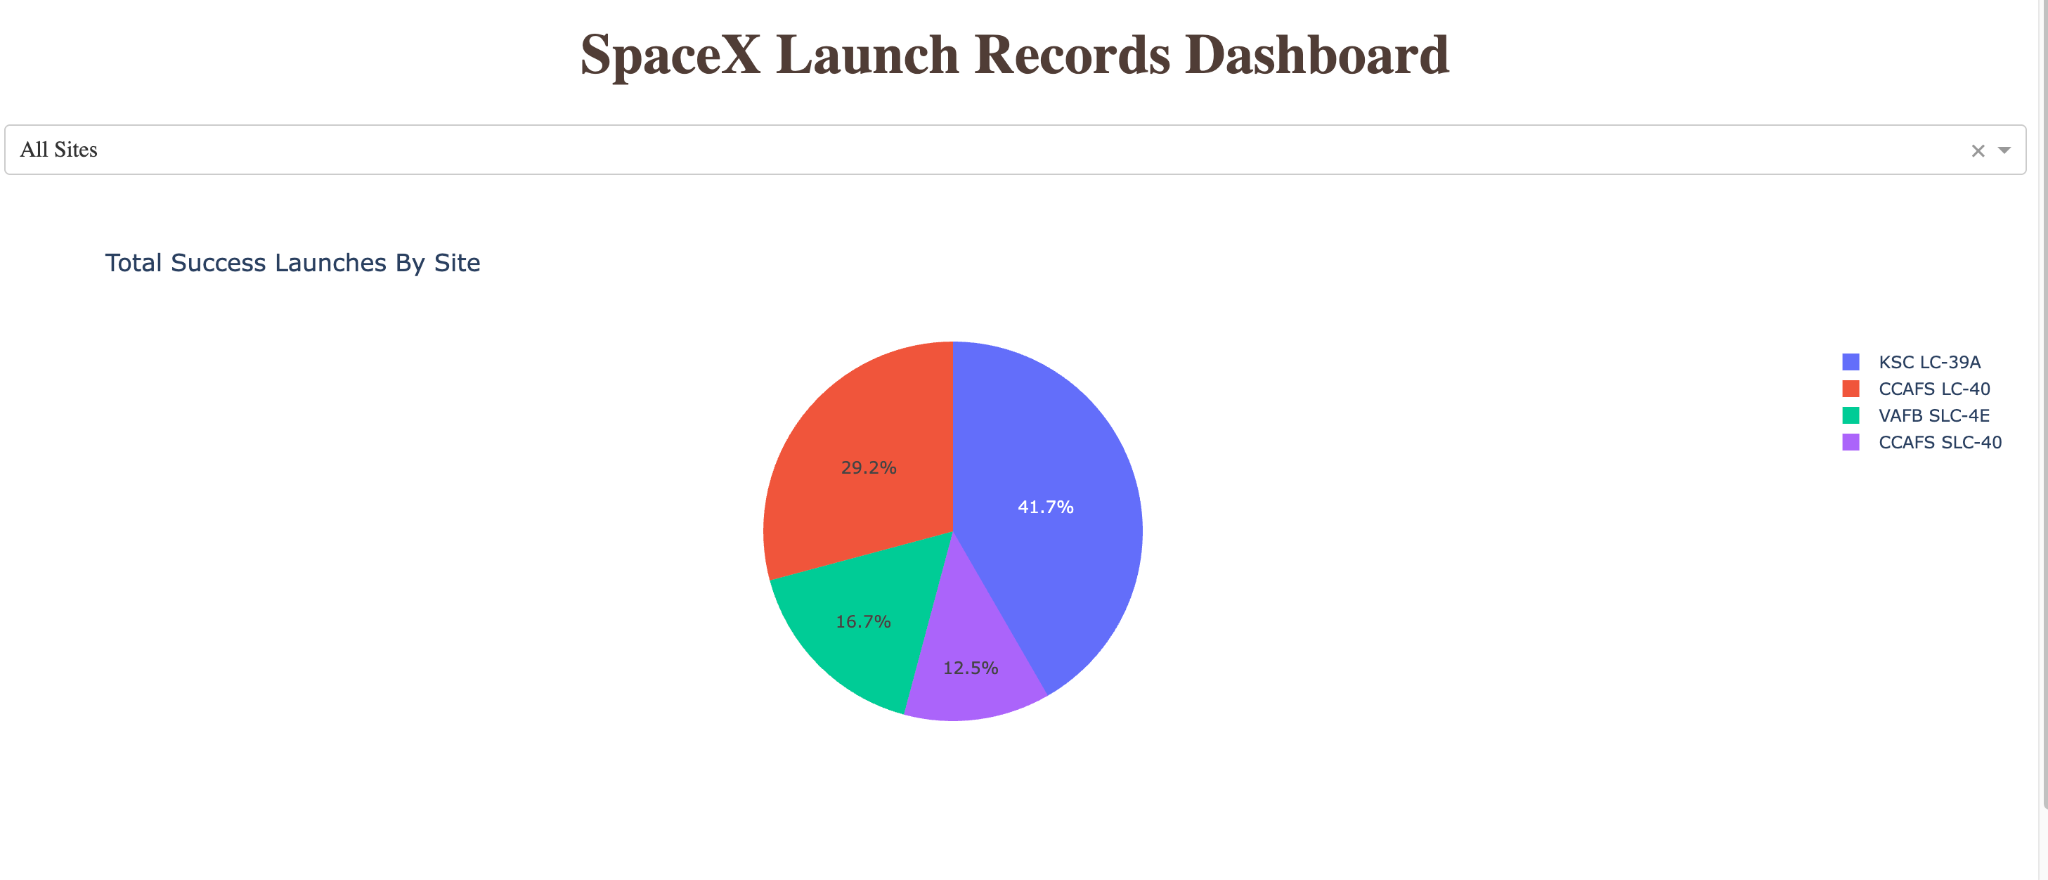 SpaceX Launch Records Dashboard
All Sites
Total Success Launches By Site
KSC LC-39A
CCAFS LC-40
VAFB SLC-4E
CCAFS SLC-40
29.2%
41.7%
16.7%
12.5%